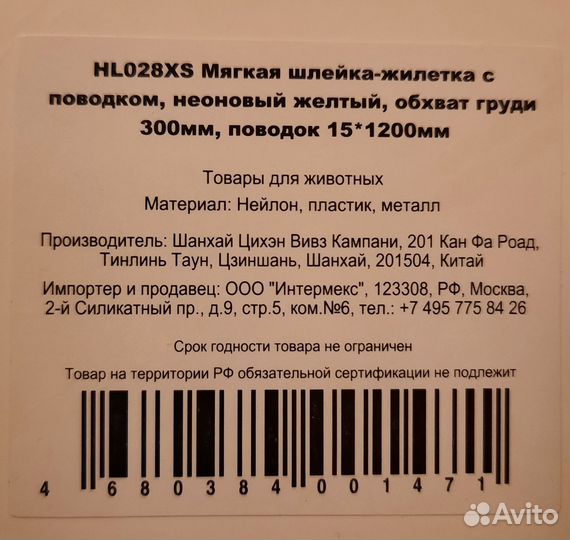 HL028XS Мягкая шлейка-жилетка с
поводком, неоновый желтый, обхват груди
300мм, поводок 15*1200мм
Товары для животных
Материал: Нейлон, пластик, металл
Производитель: Шанхай Цихэн Вивз Кампани, 201 Кан Фа Роад,
Тинлинь Таун, Цзиншань, Шанхай, 201504, Китай
Импортер и продавец: ООО "Интермекс", 123308, РФ, Москва,
2-й Силикатный пр., д.9, стр.5, ком.№6, тел.: +7 495 775 84 26
Срок годности товара не ограничен
Товар на территории РФ обязательной сертификации не подлежит
4 680384 001471
Avito